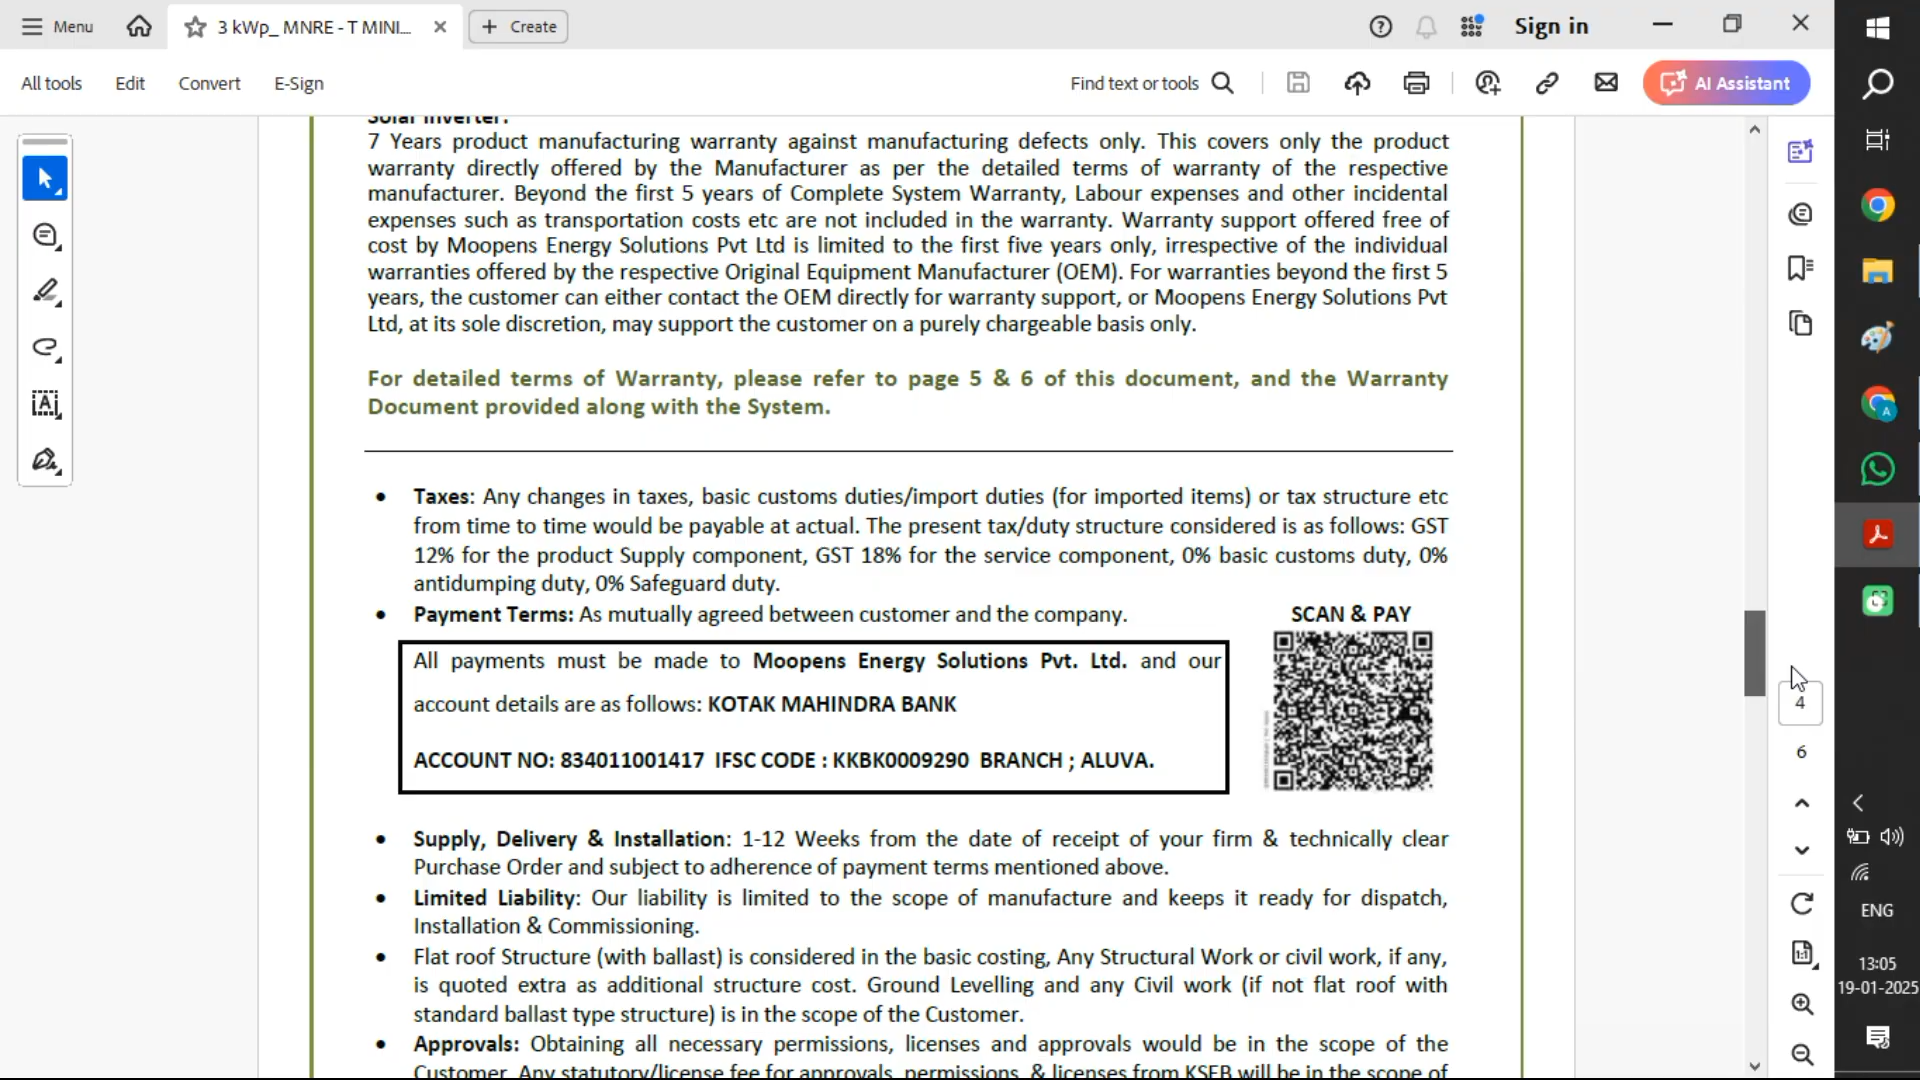 Menu
3 kWp_ MNRE - T MINI...
Create
Sign in
All tools
Edit
Convert
E-Sign
Find text or tools
AI Assistant
Solar Inverter:
7 Years product manufacturing warranty against manufacturing defects only. This covers only the product
warranty directly offered by the Manufacturer as per the detailed terms of warranty of the respective
manufacturer. Beyond the first 5 years of Complete System Warranty, Labour expenses and other incidental
expenses such as transportation costs etc are not included in the warranty. Warranty support offered free of
cost by Moopens Energy Solutions Pvt Ltd is limited to the first five years only, irrespective of the individual
warranties offered by the respective Original Equipment Manufacturer (OEM). For warranties beyond the first 5
years, the customer can either contact the OEM directly for warranty support, or Moopens Energy Solutions Pvt
Ltd, at its sole discretion, may support the customer on a purely chargeable basis only.
For detailed terms of Warranty, please refer to page 5 & 6 of this document, and the Warranty
Document provided along with the System.
• Taxes: Any changes in taxes, basic customs duties/import duties (for imported items) or tax structure etc
from time to time would be payable at actual. The present tax/duty structure considered is as follows: GST
12% for the product Supply component, GST 18% for the service component, 0% basic customs duty, 0%
antidumping duty, 0% Safeguard duty.
• Payment Terms: As mutually agreed between customer and the company.
SCAN & PAY
All payments must be made to Moopens Energy Solutions Pvt. Ltd. and our
account details are as follows: KOTAK MAHINDRA BANK
ACCOUNT NO: 834011001417 IFSC CODE : KKBK0009290 BRANCH ; ALUVA.
• Supply, Delivery & Installation: 1-12 Weeks from the date of receipt of your firm & technically clear
Purchase Order and subject to adherence of payment terms mentioned above.
• Limited Liability: Our liability is limited to the scope of manufacture and keeps it ready for dispatch,
Installation & Commissioning.
• Flat roof Structure (with ballast) is considered in the basic costing, Any Structural Work or civil work, if any,
is quoted extra as additional structure cost. Ground Levelling and any Civil work (if not flat roof with
standard ballast type structure) is in the scope of the Customer.
• Approvals: Obtaining all necessary permissions, licenses and approvals would be in the scope of the
Customer. Any statutory/license fee for approvals, permissions, & licenses from KSEB will be in the scope of
4
6
ENG
13:05
19-01-2025